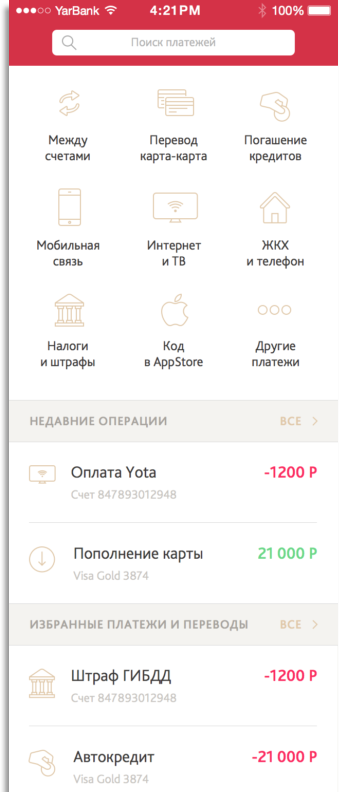 YarBank 4:21PM 100%
Поиск платежей
Между счетами
Перевод карта-карта
Погашение кредитов
Мобильная связь
Интернет и ТВ
ЖКХ и телефон
Налоги и штрафы
Код в AppStore
Другие платежи
НЕДАВНИЕ ОПЕРАЦИИ ВСЕ >
Оплата Yota -1200 Р
Счет 847893012948
Пополнение карты 21 000 Р
Visa Gold 3874
ИЗБРАННЫЕ ПЛАТЕЖИ И ПЕРЕВОДЫ ВСЕ >
Штраф ГИБДД -1200 Р
Счет 847893012948
Автокредит -21 000 Р
Visa Gold 3874